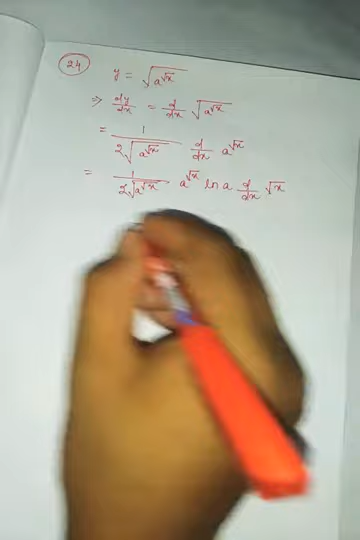 24
y = √(a^√x)
⇒ dy/dx = d/dx √(a^√x)
= 1/(2√(a^√x)) d/dx a^√x
= 1/(2√(a^√x)) a^√x ln a d/dx √x